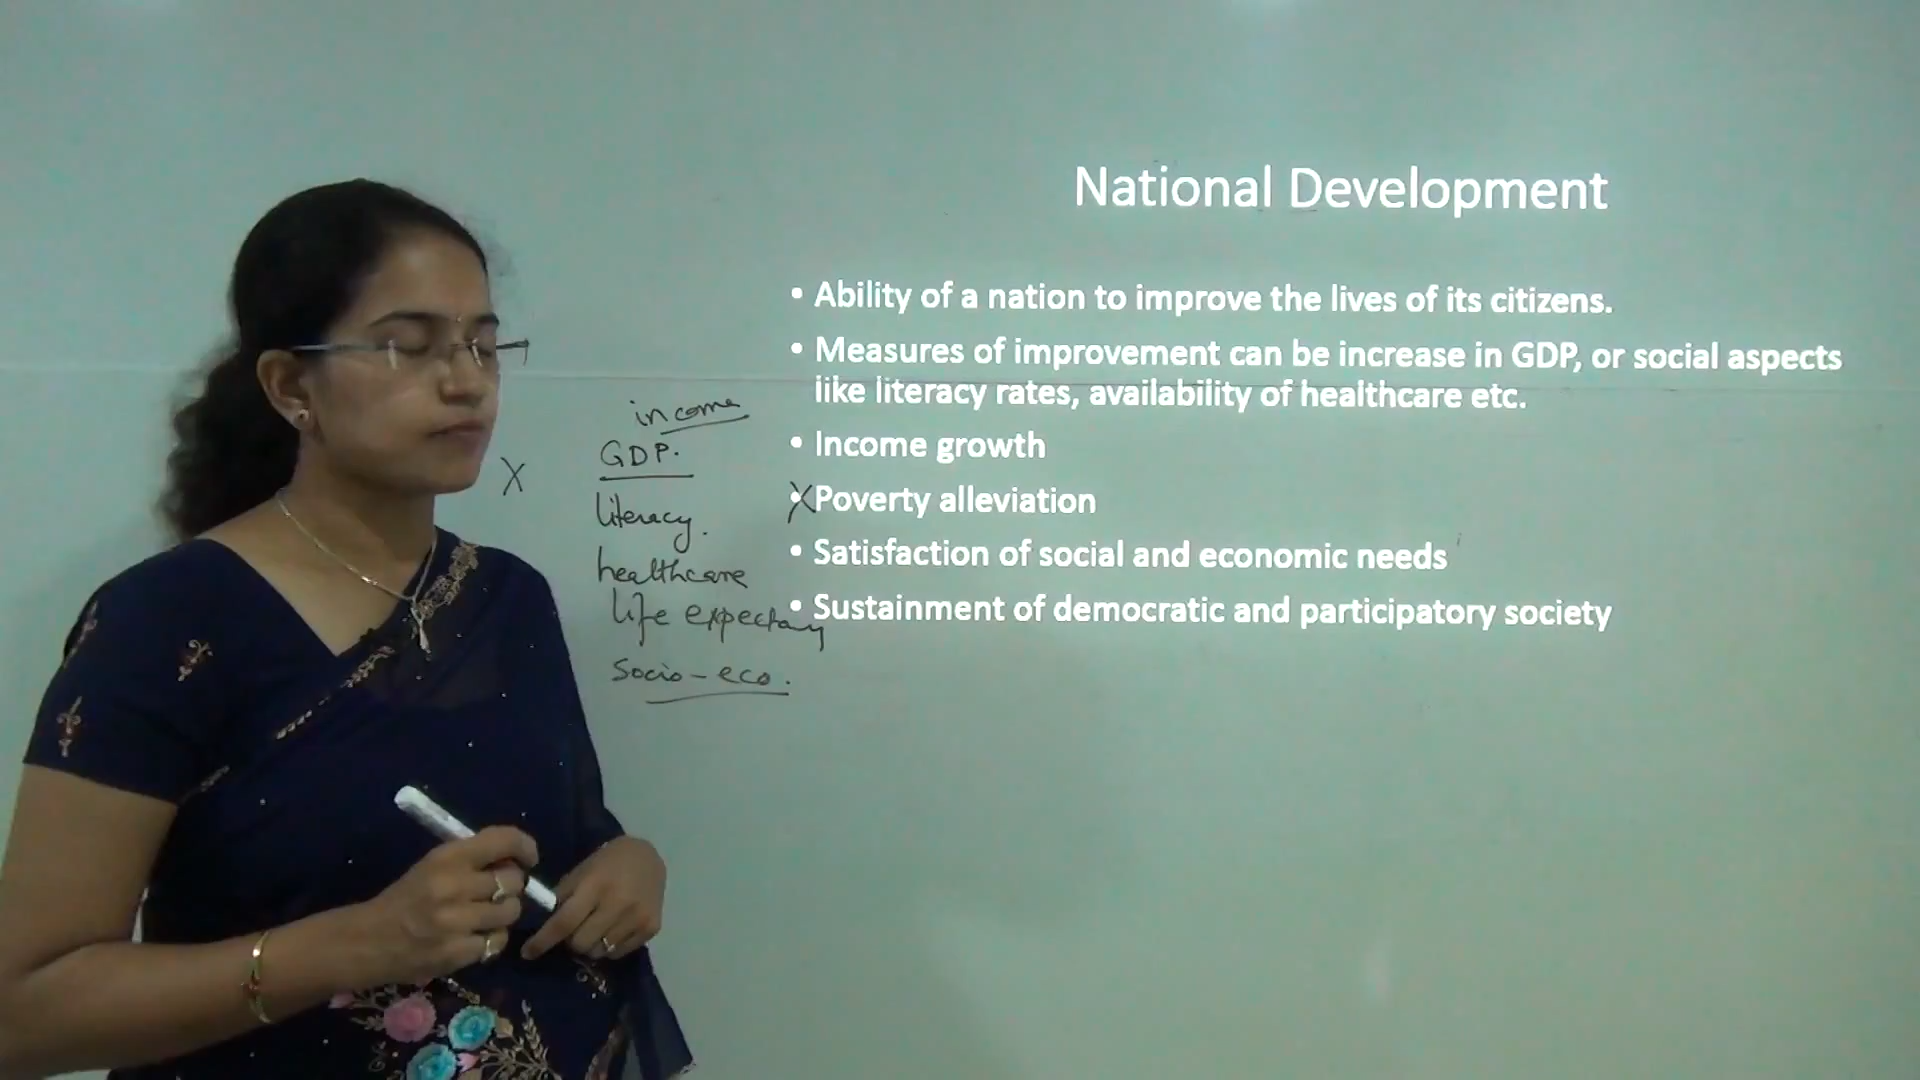 National Development
• Ability of a nation to improve the lives of its citizens.
• Measures of improvement can be increase in GDP, or social aspects
like literacy rates, availability of healthcare etc.
• Income growth
• Poverty alleviation
• Satisfaction of social and economic needs
• Sustainment of democratic and participatory society
income
GDP.
X
literacy.
X
healthcare
life expectancy
Socio-eco.